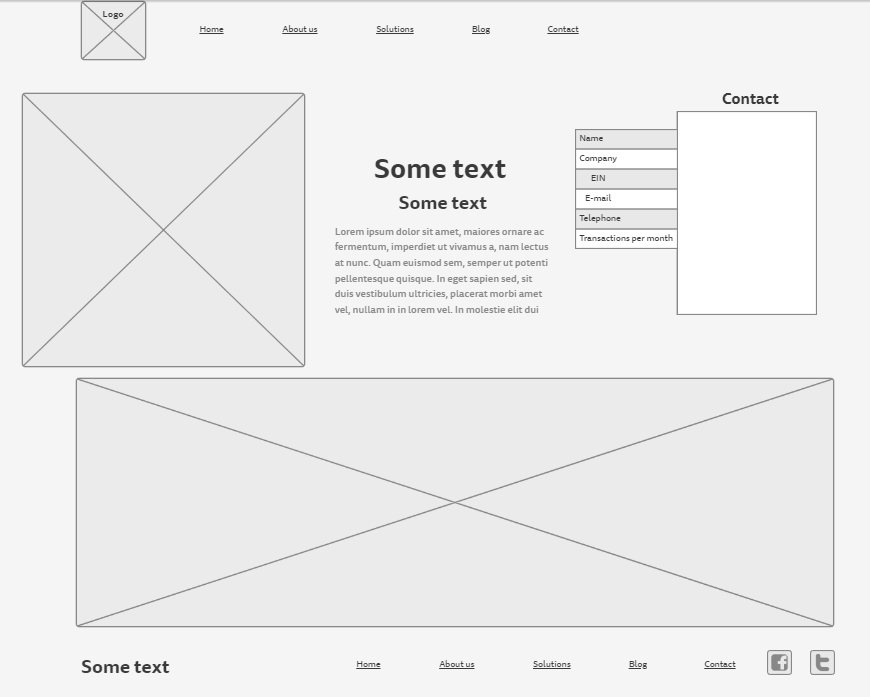 Logo
Home
About us
Solutions
Blog
Contact
Contact
Some text
Some text
Lorem ipsum dolor sit amet, maiores ornare ac
fermentum, imperdiet ut vivamus a, nam lectus
at nunc. Quam euismod sem, semper ut potenti
pellentesque quisque. In eget sapien sed, sit
duis vestibulum ultricies, placerat morbi amet
vel, nullam in in lorem vel. In molestie elit dui
Name
Company
EIN
E-mail
Telephone
Transactions per month
Some text
Home
About us
Solutions
Blog
Contact